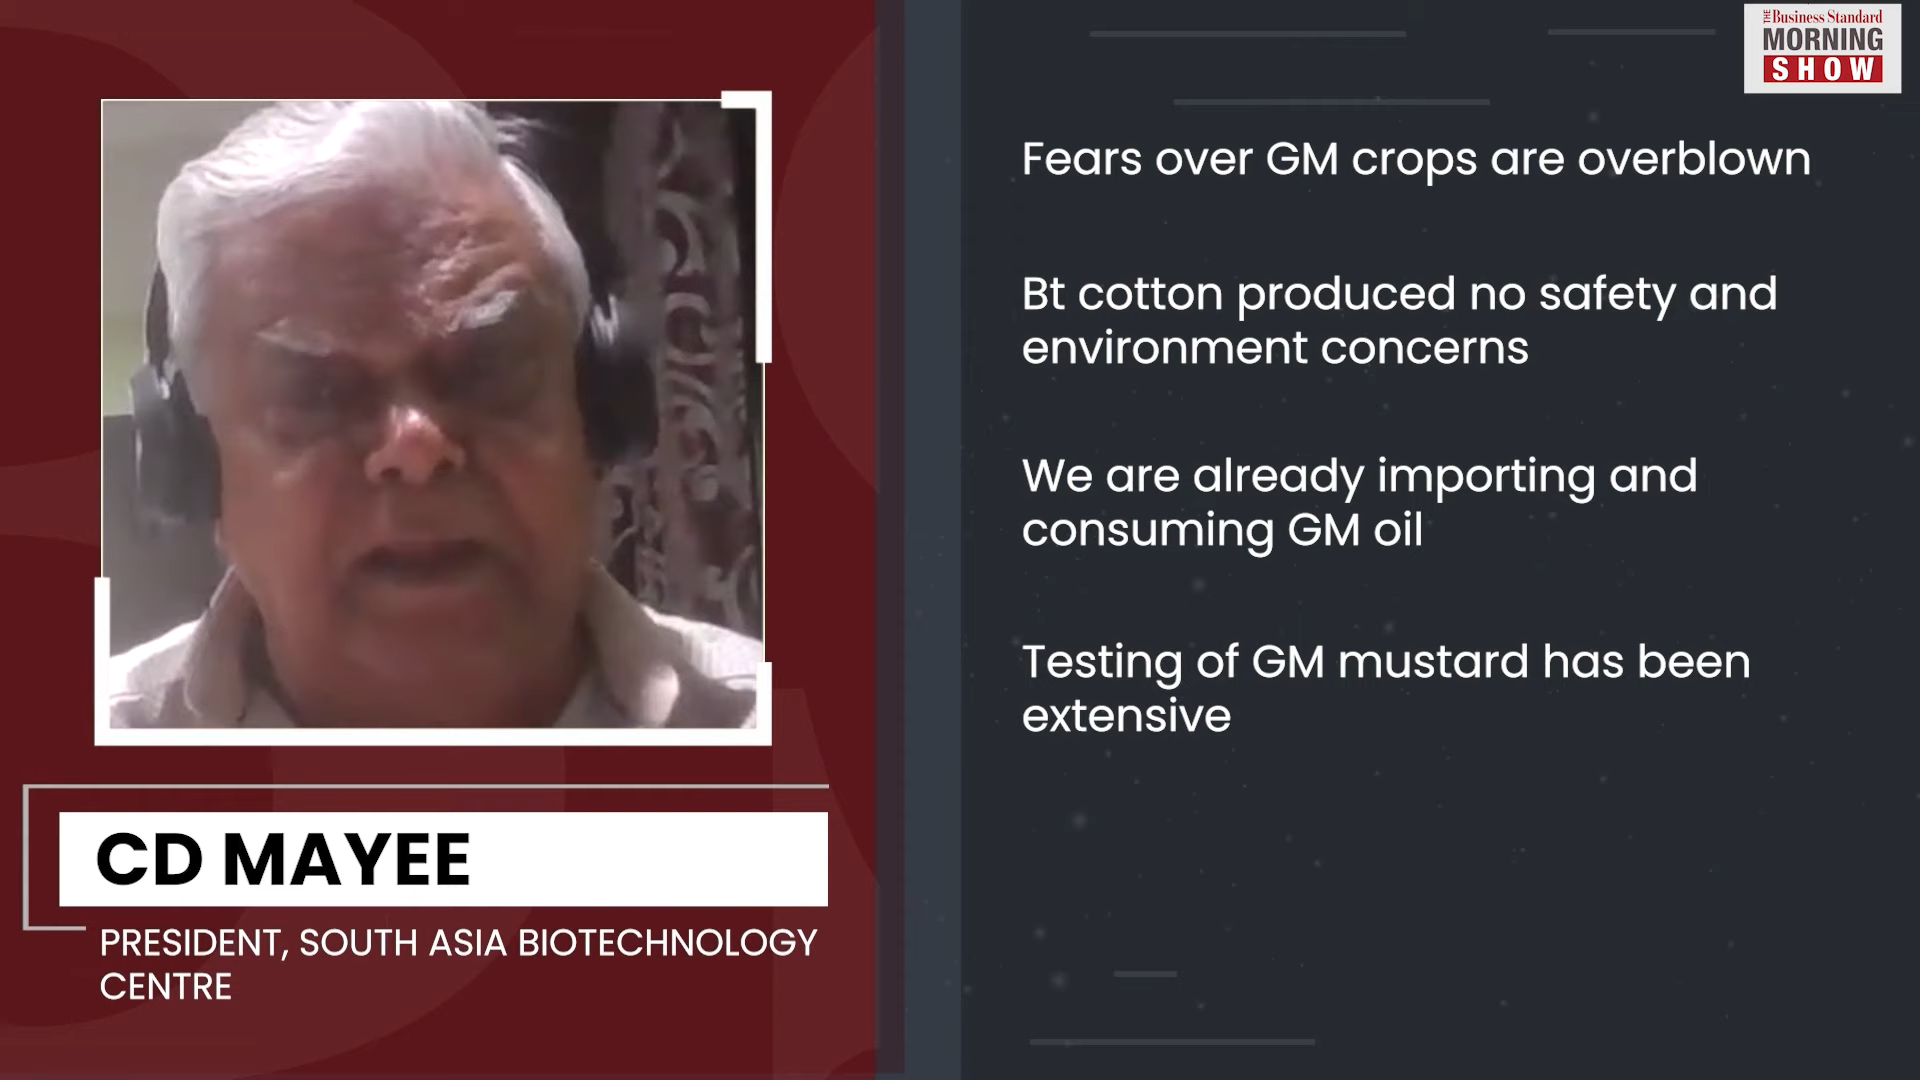 THE Business Standard
MORNING
SHOW
Fears over GM crops are overblown
Bt cotton produced no safety and
environment concerns
We are already importing and
consuming GM oil
Testing of GM mustard has been
extensive
CD MAYEE
PRESIDENT, SOUTH ASIA BIOTECHNOLOGY
CENTRE